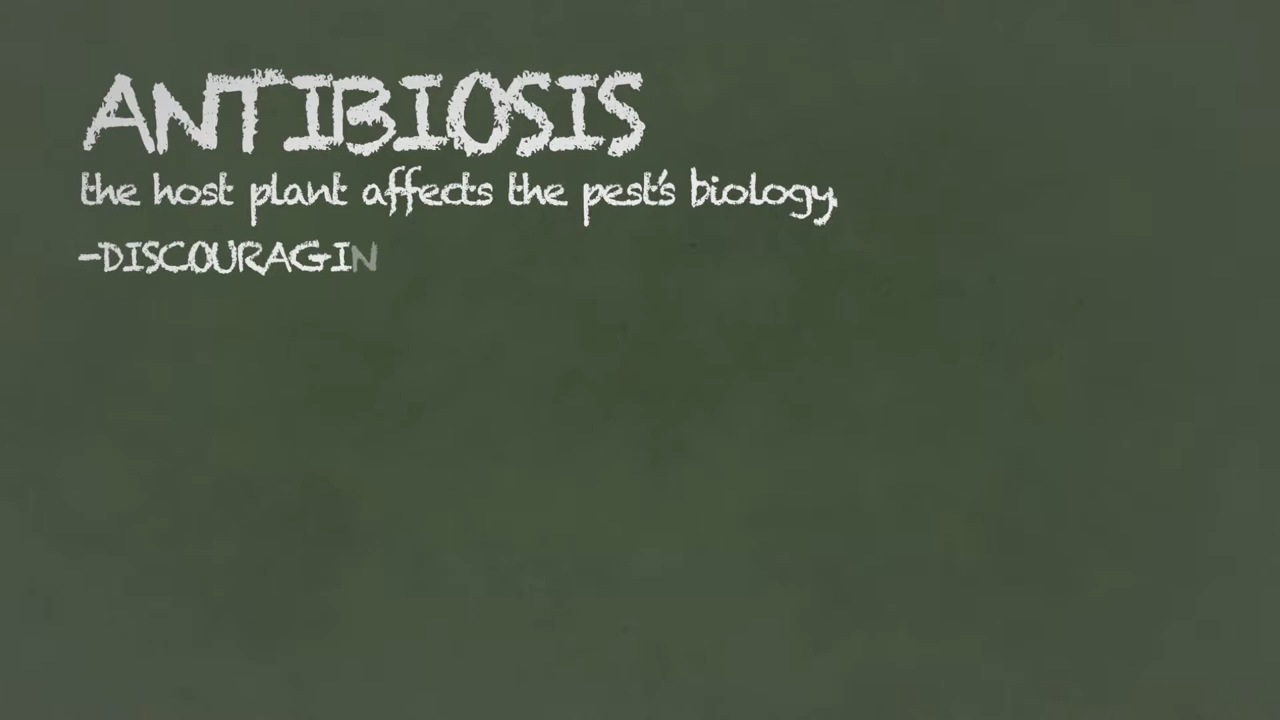 ANTIBIOSIS
the host plant affects the pest's biology,
-DISCOURAGIN